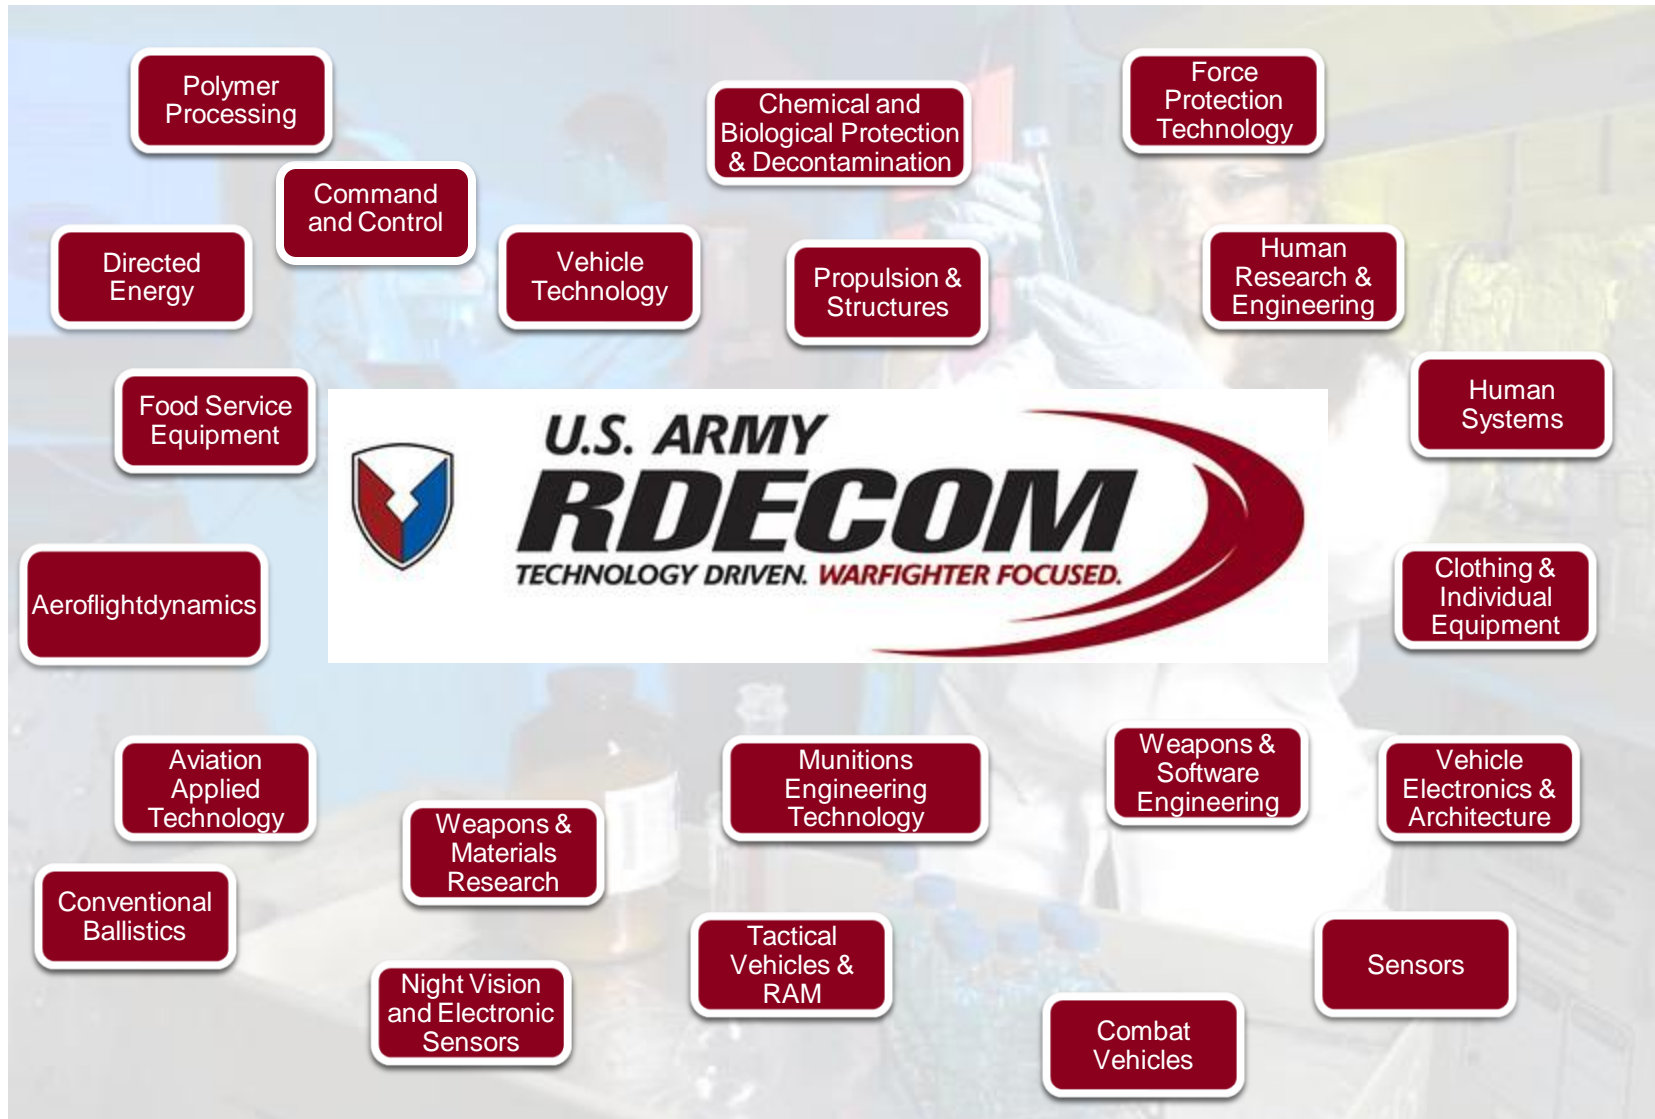 Polymer
Processing
Command
and Control
Chemical and
Biological Protection
& Decontamination
Force
Protection
Technology
Directed
Energy
Vehicle
Technology
Propulsion &
Structures
Human
Research &
Engineering
Food Service
Equipment
Human
Systems
U.S. ARMY
RDECOM
TECHNOLOGY DRIVEN. WARFIGHTER FOCUSED.
Aeroflightdynamics
Clothing &
Individual
Equipment
Aviation
Applied
Technology
Weapons &
Materials
Research
Munitions
Engineering
Technology
Weapons &
Software
Engineering
Vehicle
Electronics &
Architecture
Conventional
Ballistics
Night Vision
and Electronic
Sensors
Tactical
Vehicles &
RAM
Combat
Vehicles
Sensors